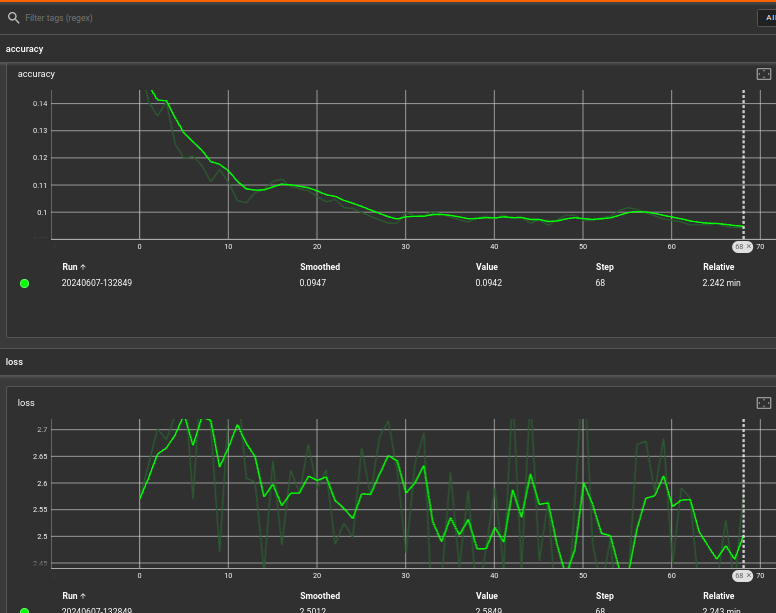 Filter tags (regex)
All
accuracy
accuracy
0.14
0.13
0.12
0.11
0.1
0 10 20 30 40 50 60 68 × 70
Run ↑ Smoothed Value Step Relative
20240607-132849 0.0947 0.0942 68 2.242 min
loss
loss
2.7
2.65
2.6
2.55
2.5
2.45
0 10 20 30 40 50 60 68 × 70
Run ↑ Smoothed Value Step Relative
20240607-132849 2.5012 2.5849 68 2.243 min